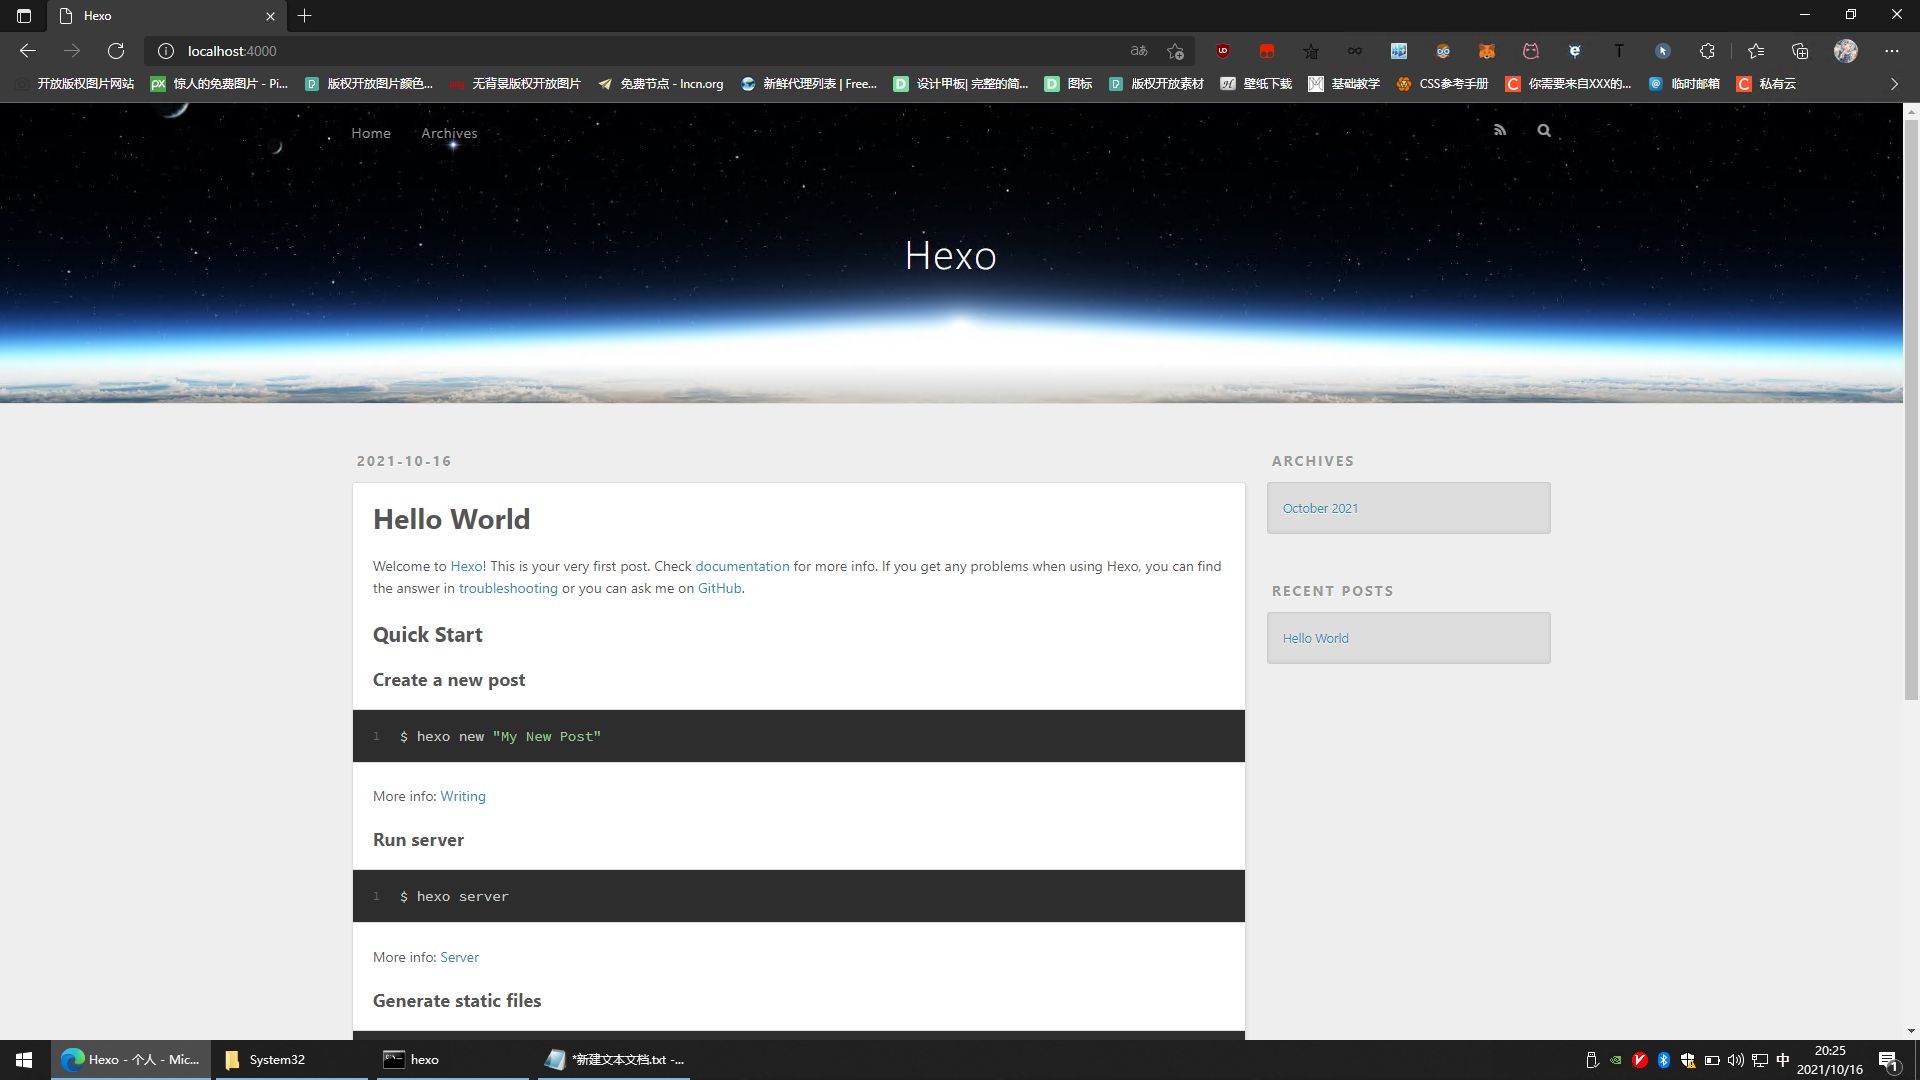 Hexo
localhost:4000
开放版权图片网站
惊人的免费图片 - Pi...
版权开放图片颜色...
无背景版权开放图片
免费节点 - lncn.org
新鲜代理列表 | Free...
设计甲板| 完整的简...
图标
版权开放素材
壁纸下载
基础教学
CSS参考手册
你需要来自XXX的...
临时邮箱
私有云
Home
Archives
Hexo
2021-10-16
Hello World
Welcome to Hexo! This is your very first post. Check documentation for more info. If you get any problems when using Hexo, you can find
the answer in troubleshooting or you can ask me on GitHub.
Quick Start
Create a new post
1 $ hexo new "My New Post"
More info: Writing
Run server
1 $ hexo server
More info: Server
Generate static files
ARCHIVES
October 2021
RECENT POSTS
Hello World
Hexo - 个人 - Mic...
System32
hexo
*新建文本文档.txt -...
中
20:25
2021/10/16
1